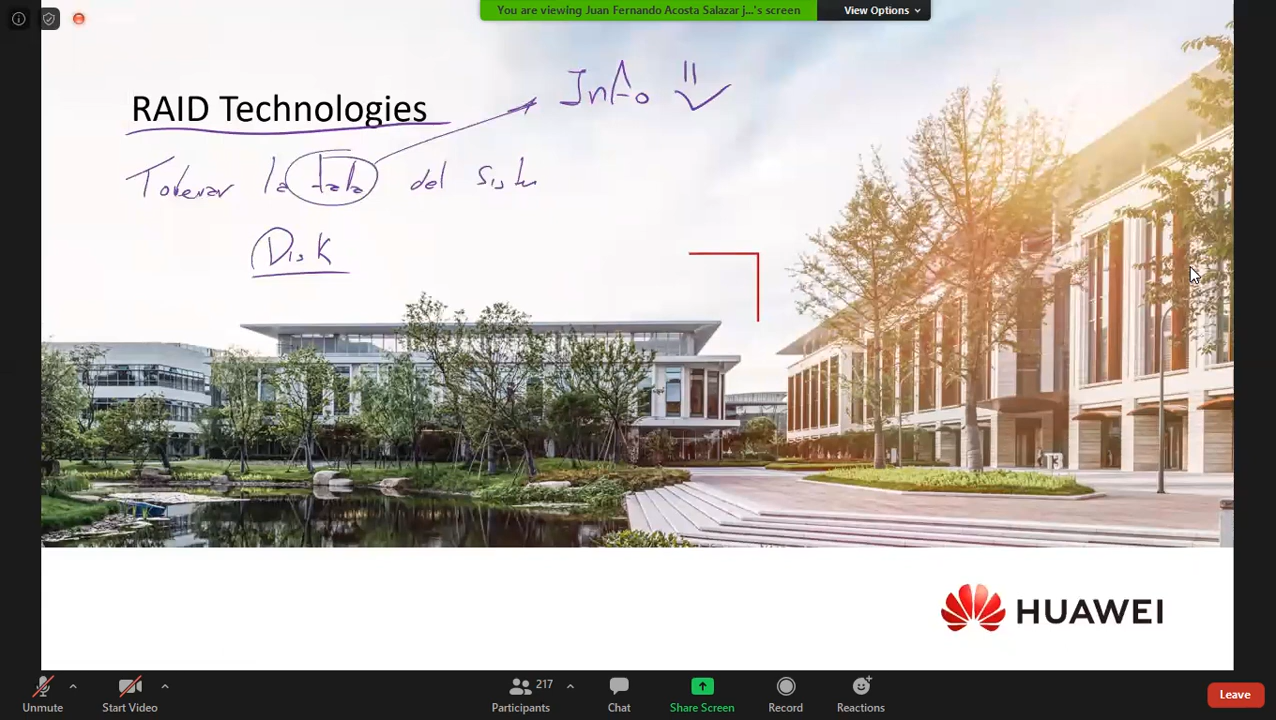 You are viewing Juan Fernando Acosta Salazar j...'s screen
View Options
Info
RAID Technologies
la del
Disk
T3
HUAWEI
Unmute
Start Video
217
Participants
Chat
Share Screen
Record
Reactions
Leave